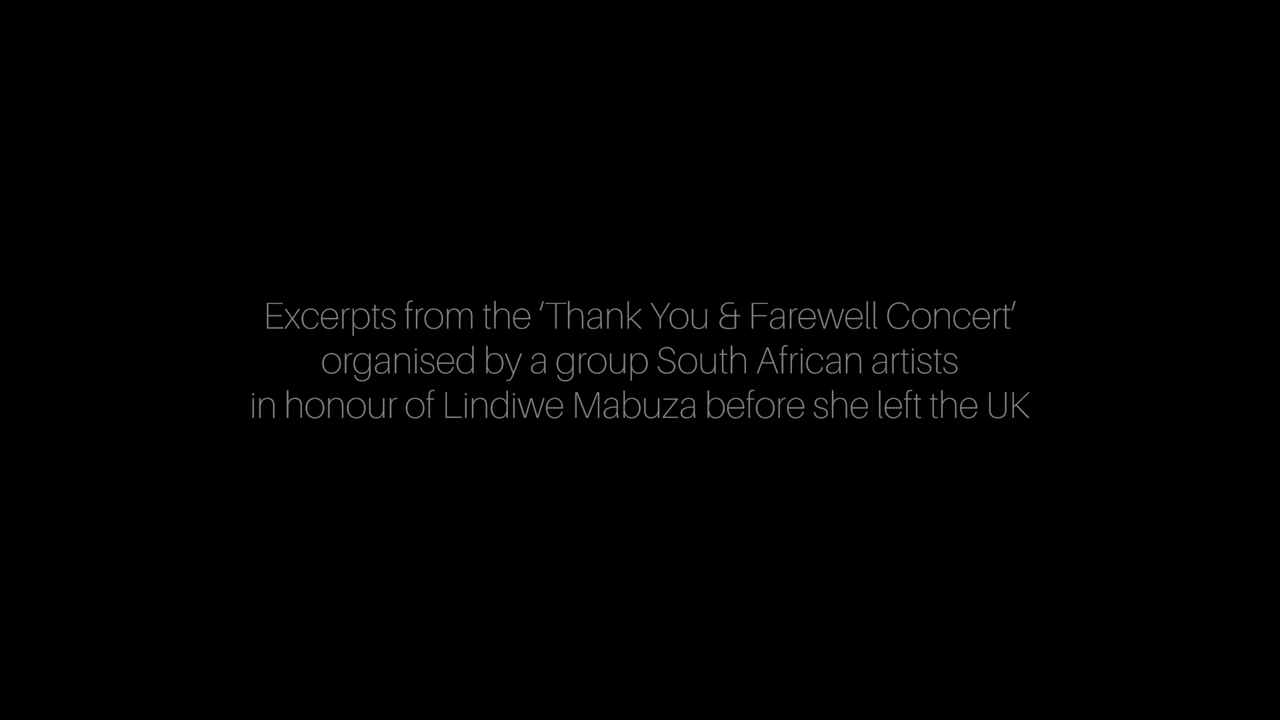 Excerpts from the ‘Thank You & Farewell Concert’
organised by a group South African artists
in honour of Lindiwe Mabuza before she left the UK